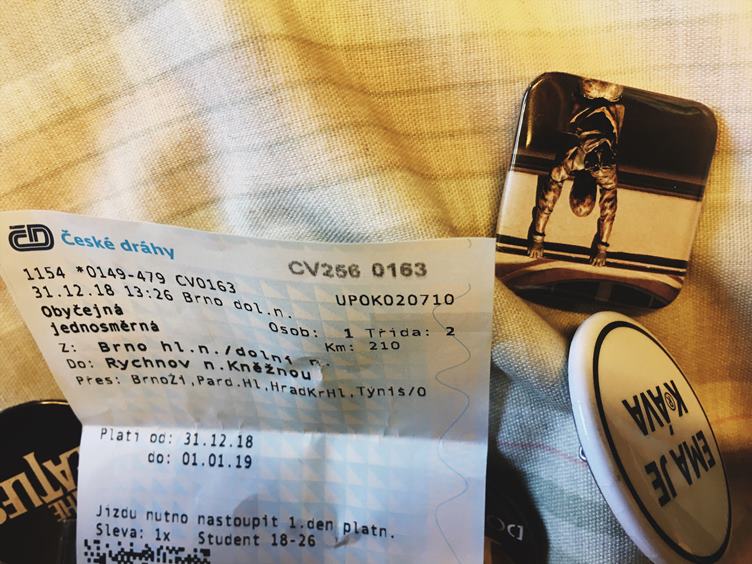 ČD České dráhy
CV256 0163
1154 *0149-479 CV0163
31.12.18 13:26 Brno dol.n.
UPOK020710
Obyčejná
jednosměrná
Osob: 1 Třída: 2
Z: Brno hl.n./dolní n.
Km: 210
Do: Rychnov n.Kněžnou
Přes: BrnoŽi,Pard.Hl,HradKrHl,Týniš/O
Platí od: 31.12.18
do: 01.01.19
Jízdu nutno nastoupit 1.den platn.
Sleva: 1x Student 18-26
EMA JE
KÁVA
THE